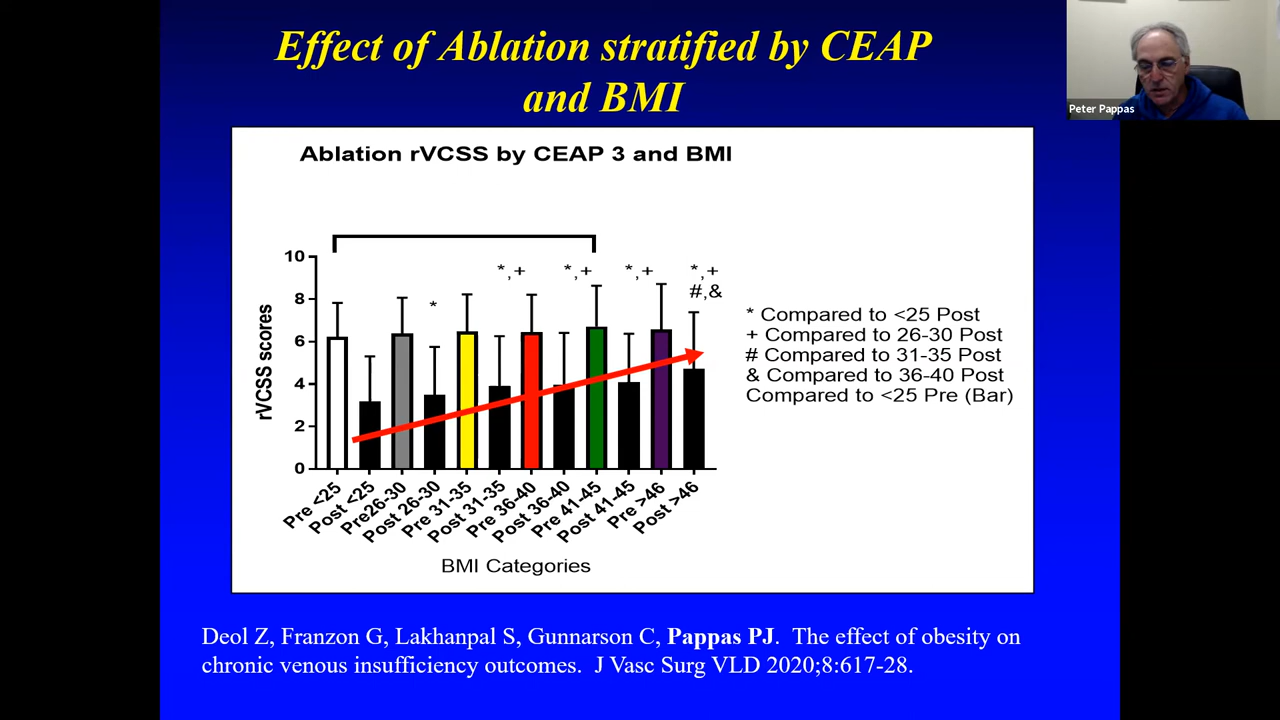 Effect of Ablation stratified by CEAP
and BMI
Peter Pappas
Ablation rVCSS by CEAP 3 and BMI
rVCSS scores
10
8
6
4
2
0
*
*,+
*,+
*,+
*,+
#,&
Pre <25
Post <25
Pre26-30
Post 26-30
Pre 31-35
Post 31-35
Pre 36-40
Post 36-40
Pre 41-45
Post 41-45
Pre >46
Post >46
BMI Categories
* Compared to <25 Post
+ Compared to 26-30 Post
# Compared to 31-35 Post
& Compared to 36-40 Post
Compared to <25 Pre (Bar)
Deol Z, Franzon G, Lakhanpal S, Gunnarson C, Pappas PJ. The effect of obesity on
chronic venous insufficiency outcomes. J Vasc Surg VLD 2020;8:617-28.